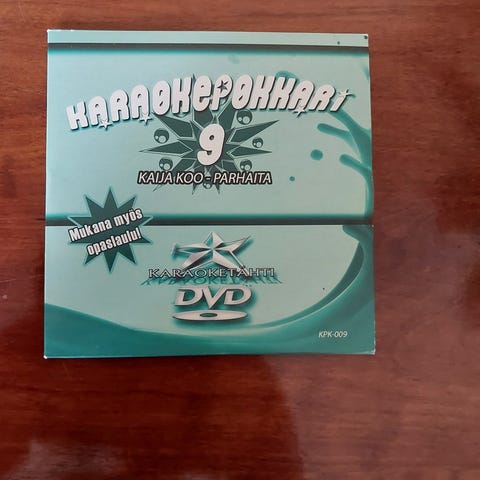 KARAOKEPOKKARI
9
KAIJA KOO - PARHAITA
Mukana myös
opaslaulu!
KARAOKETÄHTI
DVD
KPK-009